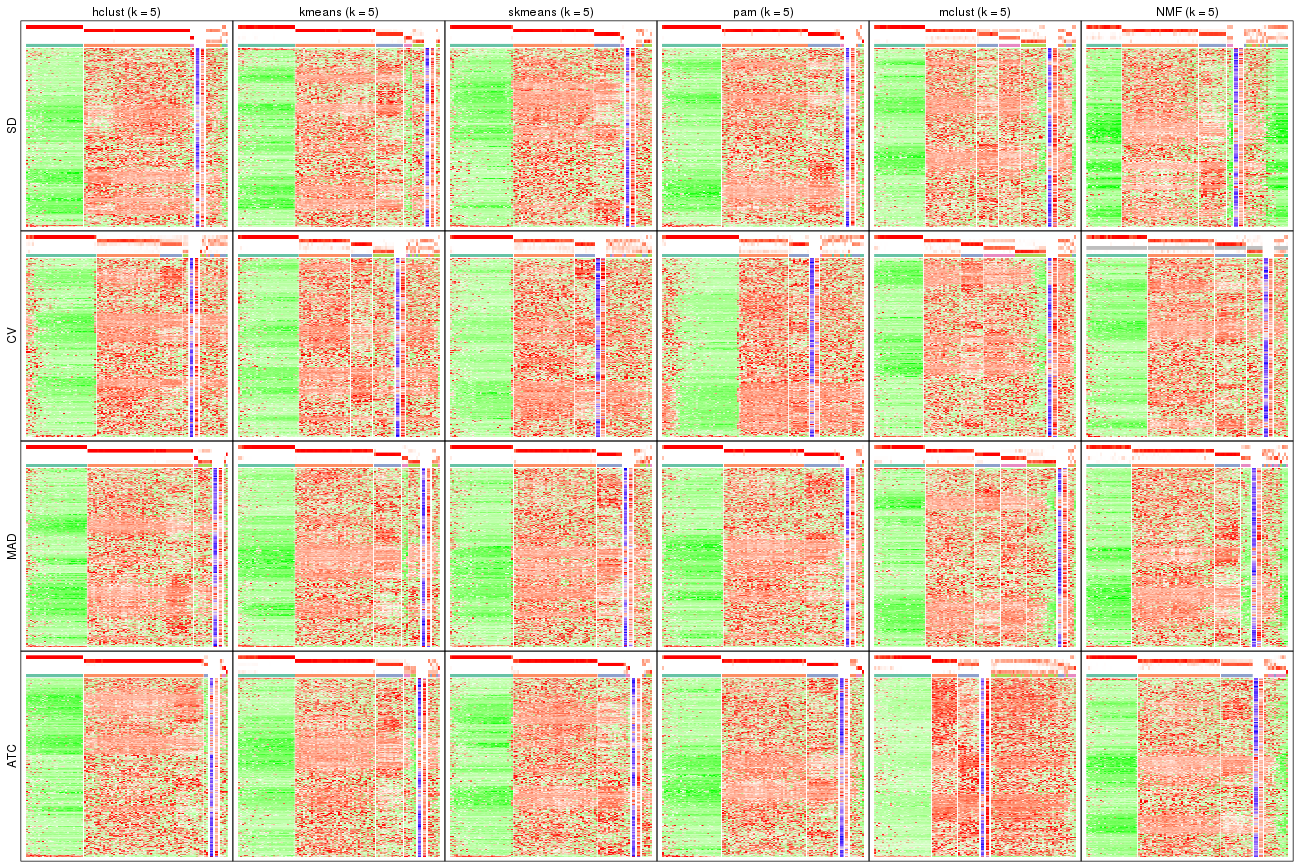 hclust (k = 5) kmeans (k = 5) skmeans (k = 5) pam (k = 5) mclust (k = 5) NMF (k = 5)
SD
CV
MAD
ATC